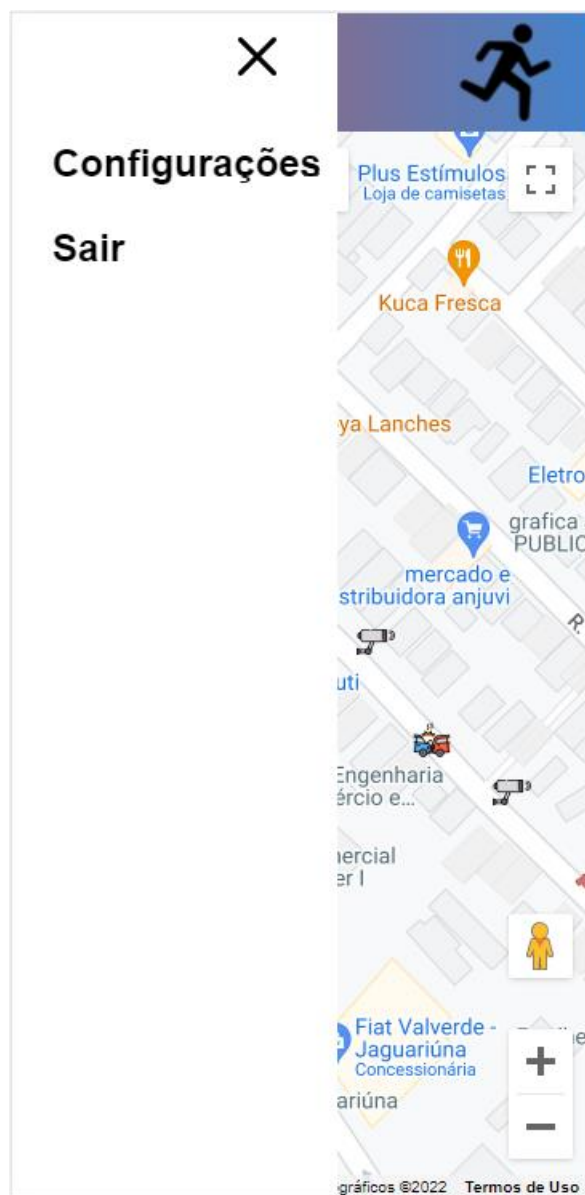 Configurações
Sair
Plus Estímulos
Loja de camisetas
Kuca Fresca
ya Lanches
Eletro
grafica
PUBLIC
mercado e
stribuidora anjuvi
R.
uti
Engenharia
ércio e...
ercial
er I
Fiat Valverde -
Jaguariúna
Concessionária
ariúna
gráficos ©2022 Termos de Uso